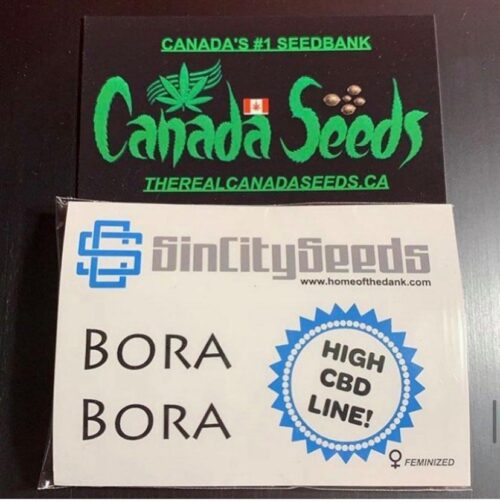 CANADA'S #1 SEEDBANK
Canada Seeds
THEREALCANADASEEDS.CA
SinCitySeeds
www.homeofthedank.com
BORA
BORA
HIGH
CBD
LINE!
♀ FEMINIZED